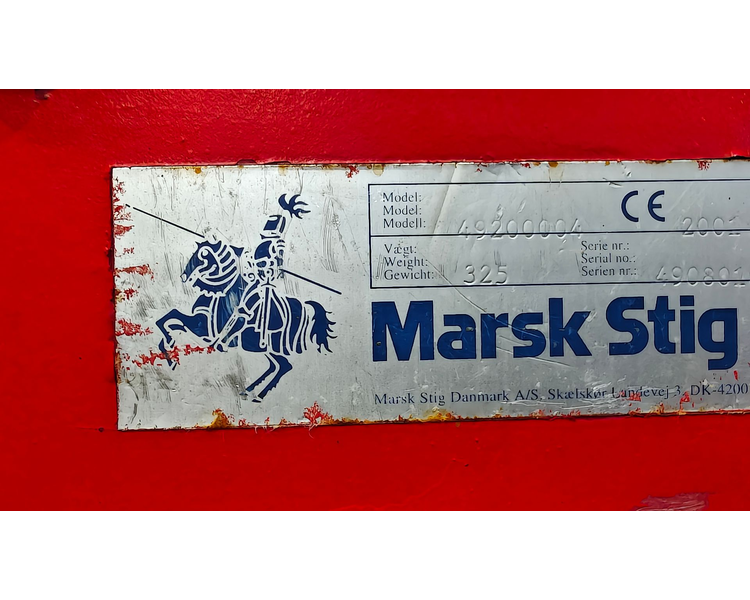 Model:
Model:
Modell: 49200004 CE 2001
Vægt: Serie nr.:
Weight: Serial no.:
Gewicht: 325 Serien nr.: 490801
Marsk Stig
Marsk Stig Danmark A/S, Skælskør Landevej 3, DK-4200